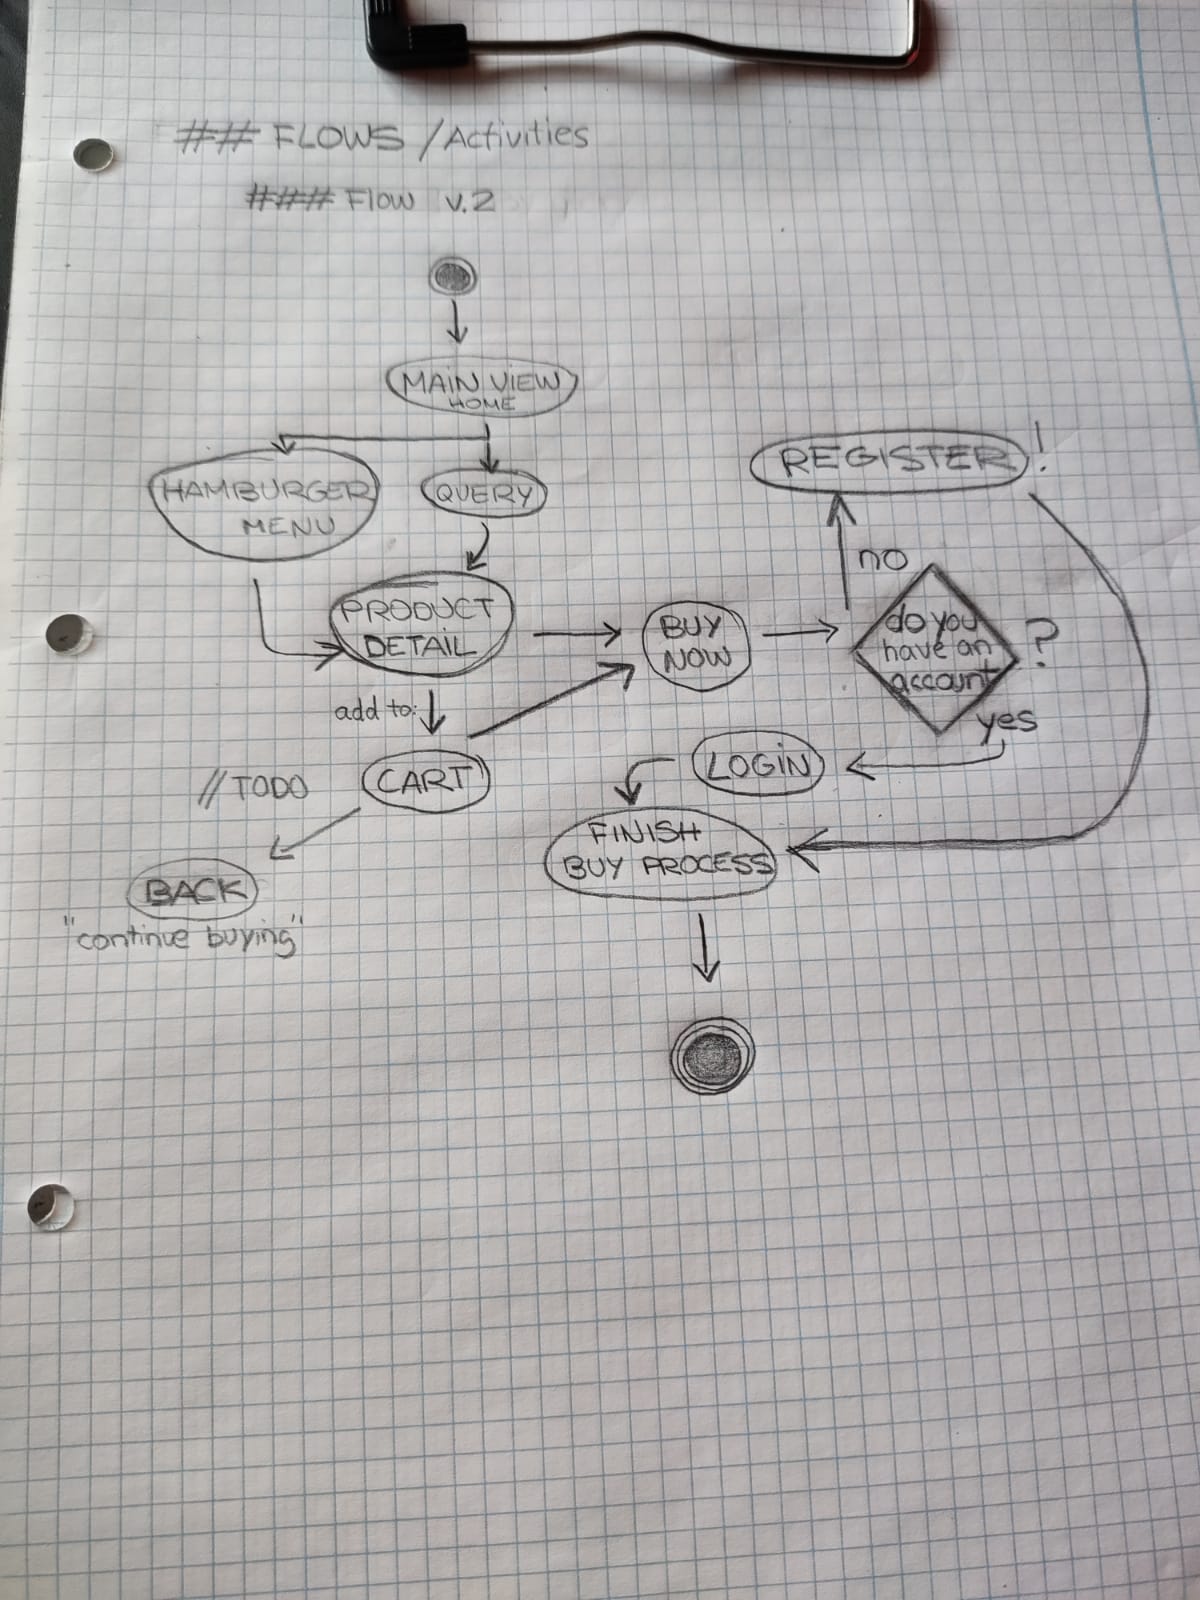 ## FLOWS / Activities
### Flow v.2
MAIN VIEW
HOME
HAMBURGER
MENU
QUERY
REGISTER!
no
PRODUCT
DETAIL
BUY
NOW
do you
have an
account
?
yes
add to:
CART
LOGIN
// TODO
FINISH
BUY PROCESS
BACK
"continue buying"